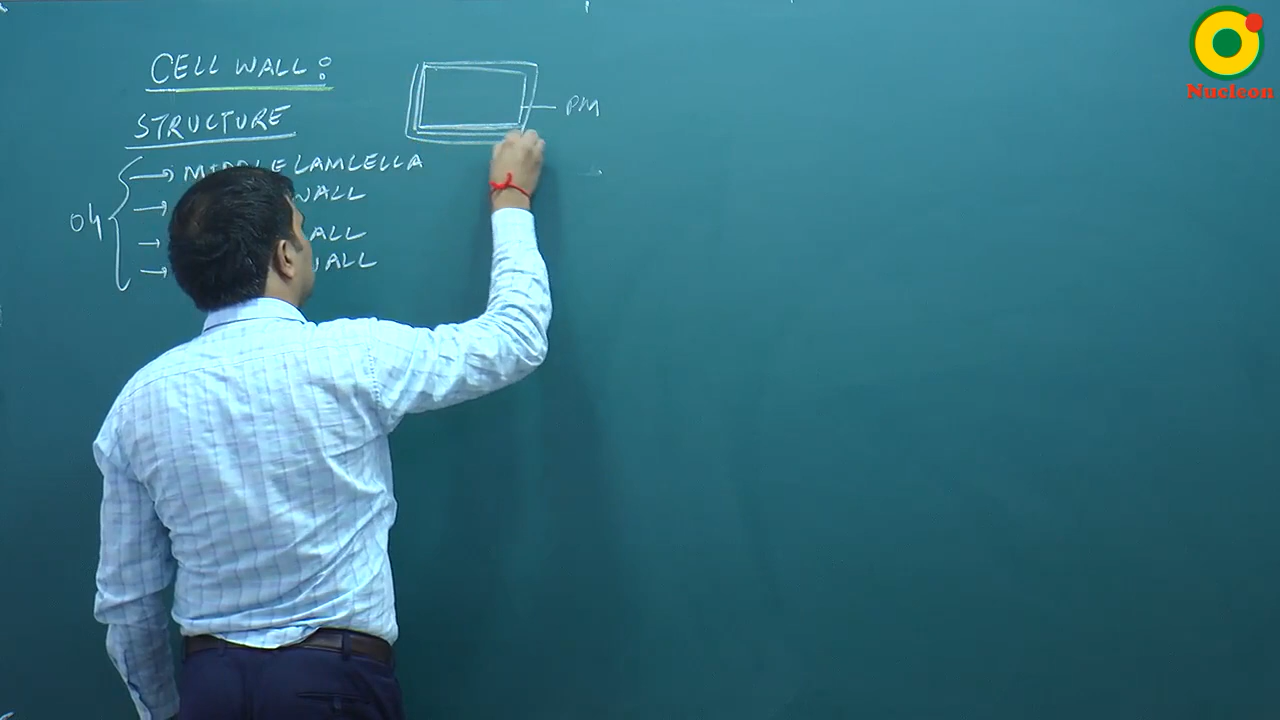 CELL WALL:
STRUCTURE
→ MIDDLE LAMLELLA
→ WALL
04
→ ALL
→ WALL
PM
Nucleon